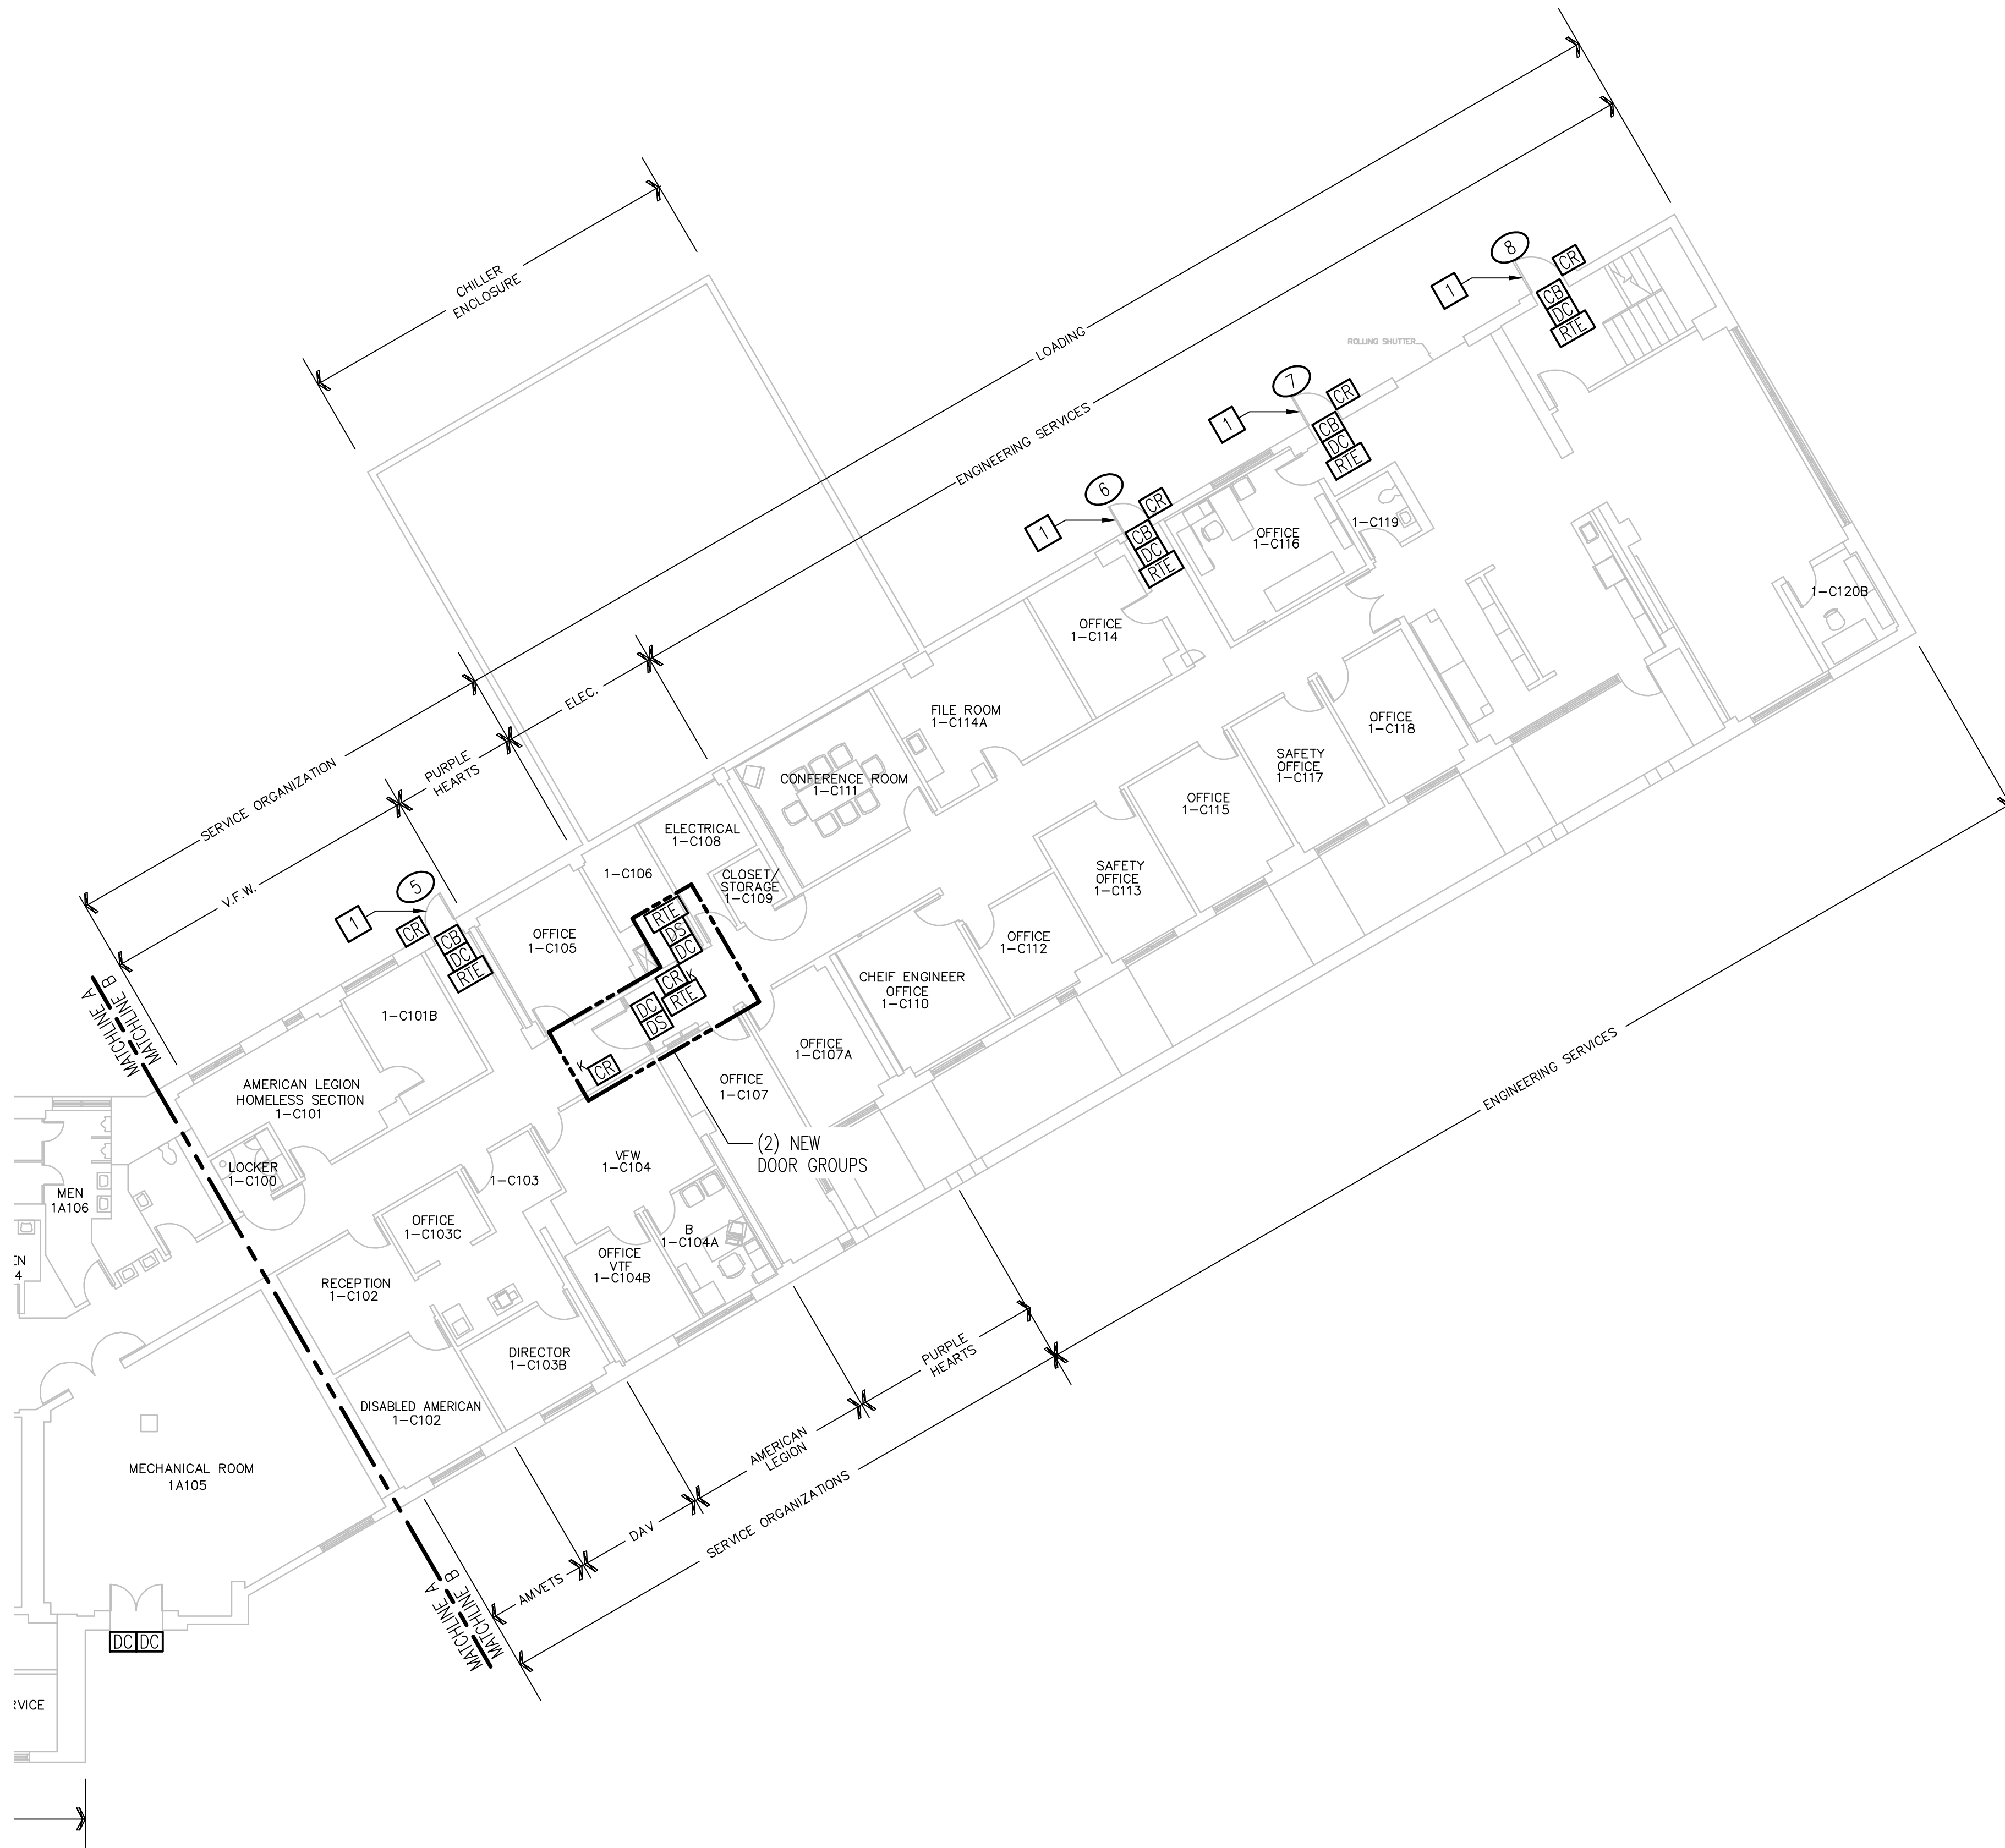 CHILLER
ENCLOSURE
LOADING
ENGINEERING SERVICES
8
1
CR
CB
DC
RTE
ROLLING SHUTTER
7
1
CR
CB
DC
RTE
6
1
CR
CB
DC
RTE
OFFICE
1-C116
1-C119
1-C120B
OFFICE
1-C114
FILE ROOM
1-C114A
OFFICE
1-C118
SAFETY
OFFICE
1-C117
OFFICE
1-C115
SAFETY
OFFICE
1-C113
OFFICE
1-C112
CHEIF ENGINEER
OFFICE
1-C110
CONFERENCE ROOM
1-C111
ELECTRICAL
1-C108
CLOSET/
STORAGE
1-C109
1-C106
SERVICE ORGANIZATION
ELEC.
PURPLE
HEARTS
V.F.W.
5
1
CR
CB
DC
RTE
OFFICE
1-C105
RTE
DS
DC
CR
K
RTE
DC
DS
K
CR
OFFICE
1-C107A
OFFICE
1-C107
(2) NEW
DOOR GROUPS
MATCHLINE A
MATCHLINE B
1-C101B
AMERICAN LEGION
HOMELESS SECTION
1-C101
LOCKER
1-C100
MEN
1A106
EN
4
1-C103
VFW
1-C104
OFFICE
1-C103C
B
1-C104A
OFFICE
VTF
1-C104B
RECEPTION
1-C102
DIRECTOR
1-C103B
DISABLED AMERICAN
1-C102
MECHANICAL ROOM
1A105
ENGINEERING SERVICES
PURPLE
HEARTS
AMERICAN
LEGION
DAV
AMVETS
SERVICE ORGANIZATIONS
MATCHLINE A
MATCHLINE B
DC DC
RVICE